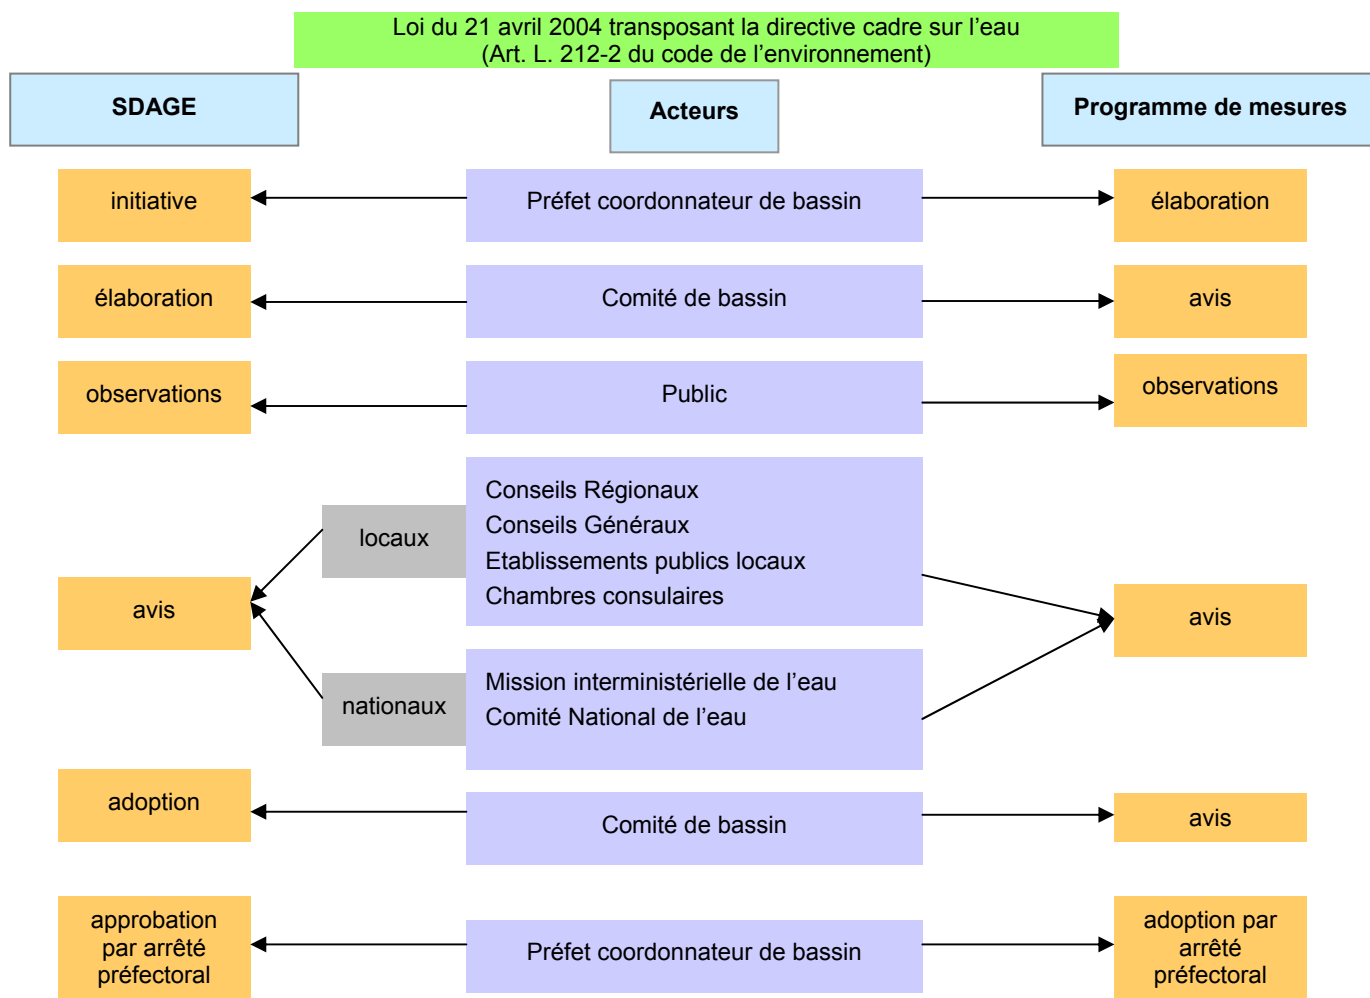 Loi du 21 avril 2004 transposant la directive cadre sur l’eau
(Art. L. 212-2 du code de l’environnement)
SDAGE
Acteurs
Programme de mesures
initiative
Préfet coordonnateur de bassin
élaboration
élaboration
Comité de bassin
avis
observations
Public
observations
Conseils Régionaux
Conseils Généraux
Etablissements publics locaux
Chambres consulaires
locaux
avis
avis
Mission interministérielle de l’eau
Comité National de l’eau
nationaux
adoption
Comité de bassin
avis
approbation
par arrêté
préfectoral
Préfet coordonnateur de bassin
adoption par
arrêté
préfectoral